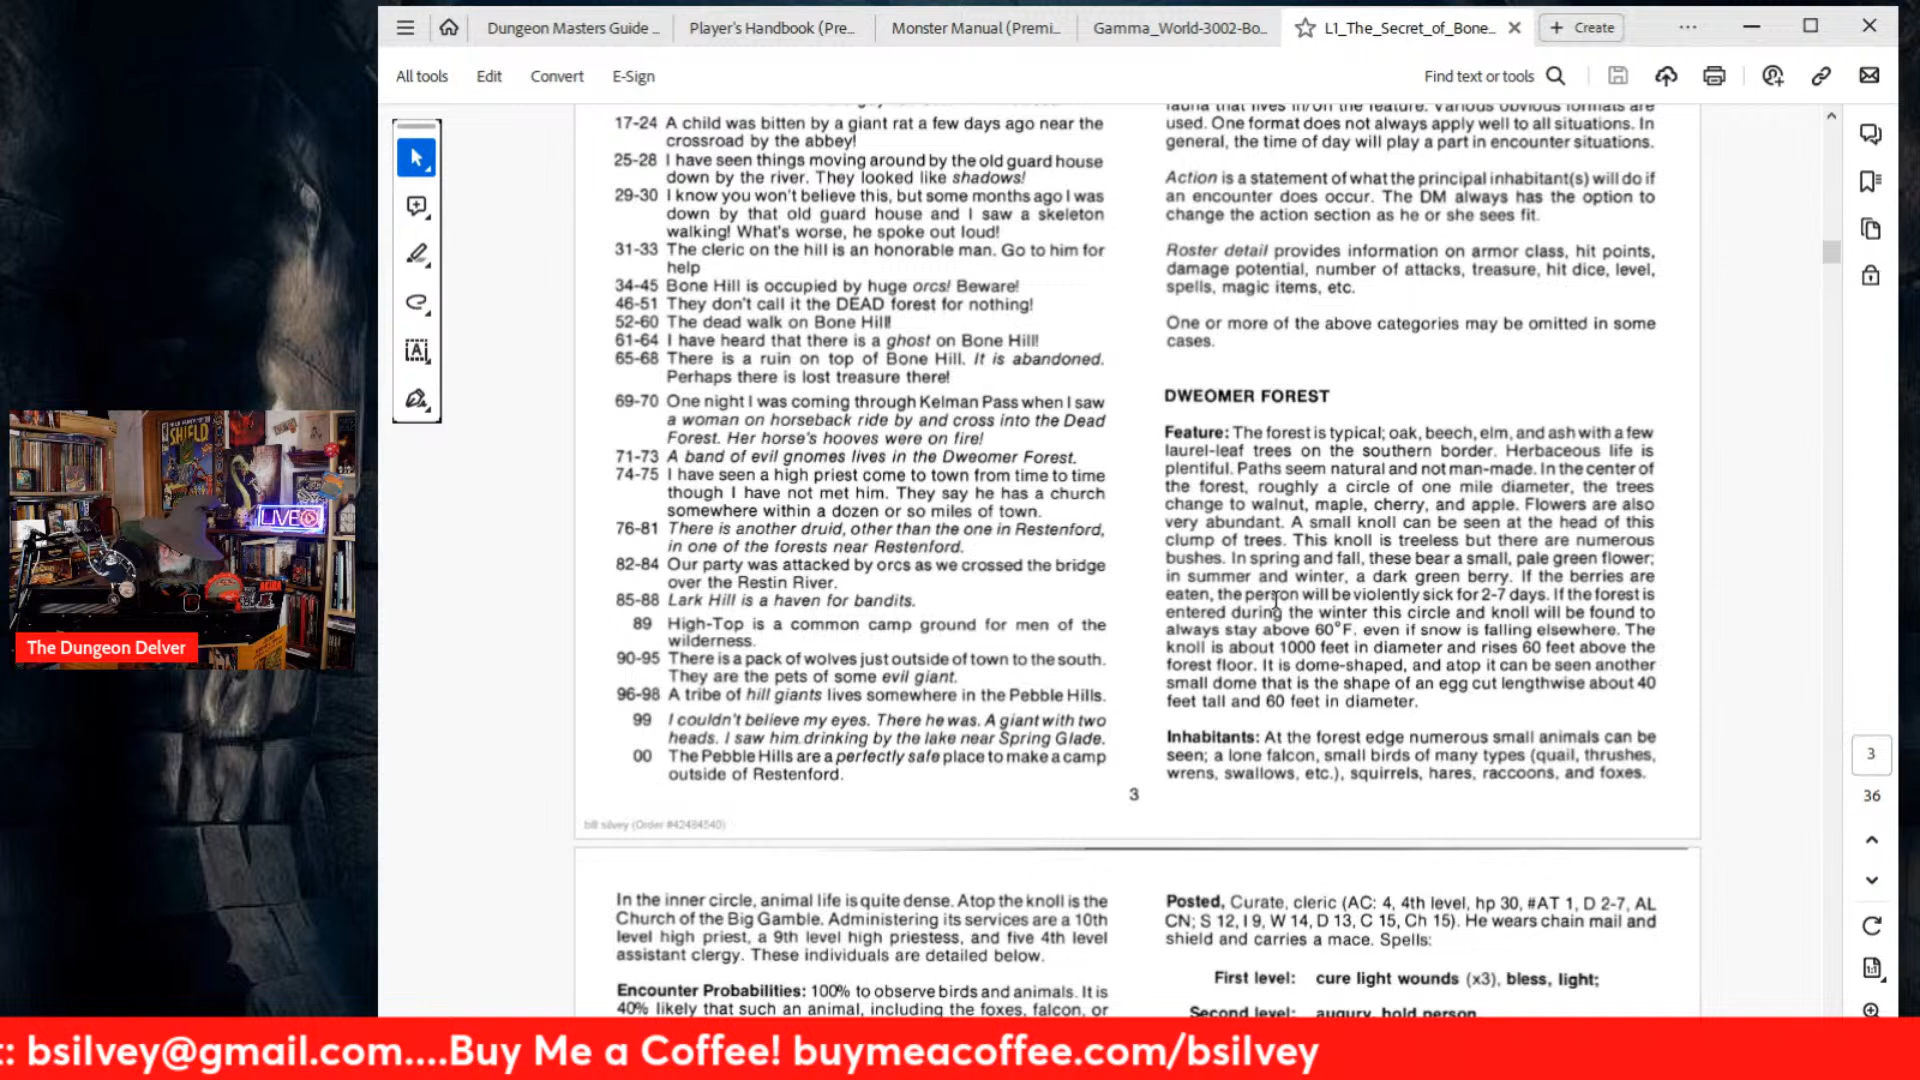 Dungeon Masters Guide ...
Player's Handbook (Pre...
Monster Manual (Premi...
Gamma_World-3002-Bo...
L1_The_Secret_of_Bone...
Create
All tools
Edit
Convert
E-Sign
Find text or tools
17-24 A child was bitten by a giant rat a few days ago near the
crossroad by the abbey!
25-28 I have seen things moving around by the old guard house
down by the river. They looked like shadows!
29-30 I know you won't believe this, but some months ago I was
down by that old guard house and I saw a skeleton
walking! What's worse, he spoke out loud!
31-33 The cleric on the hill is an honorable man. Go to him for
help
34-45 Bone Hill is occupied by huge orcs! Beware!
46-51 They don't call it the DEAD forest for nothing!
52-60 The dead walk on Bone Hill!
61-64 I have heard that there is a ghost on Bone Hill!
65-68 There is a ruin on top of Bone Hill. It is abandoned.
Perhaps there is lost treasure there!
69-70 One night I was coming through Kelman Pass when I saw
a woman on horseback ride by and cross into the Dead
Forest. Her horse's hooves were on fire!
71-73 A band of evil gnomes lives in the Dweomer Forest.
74-75 I have seen a high priest come to town from time to time
though I have not met him. They say he has a church
somewhere within a dozen or so miles of town.
76-81 There is another druid, other than the one in Restenford,
in one of the forests near Restenford.
82-84 Our party was attacked by orcs as we crossed the bridge
over the Restin River.
85-88 Lark Hill is a haven for bandits.
89 High-Top is a common camp ground for men of the
wilderness.
90-95 There is a pack of wolves just outside of town to the south.
They are the pets of some evil giant.
96-98 A tribe of hill giants lives somewhere in the Pebble Hills.
99 I couldn't believe my eyes. There he was. A giant with two
heads. I saw him drinking by the lake near Spring Glade.
00 The Pebble Hills are a perfectly safe place to make a camp
outside of Restenford.
fauna that lives in/on the feature. Various obvious formats are
used. One format does not always apply well to all situations. In
general, the time of day will play a part in encounter situations.
Action is a statement of what the principal inhabitant(s) will do if
an encounter does occur. The DM always has the option to
change the action section as he or she sees fit.
Roster detail provides information on armor class, hit points,
damage potential, number of attacks, treasure, hit dice, level,
spells, magic items, etc.
One or more of the above categories may be omitted in some
cases.
DWEOMER FOREST
Feature: The forest is typical; oak, beech, elm, and ash with a few
laurel-leaf trees on the southern border. Herbaceous life is
plentiful. Paths seem natural and not man-made. In the center of
the forest, roughly a circle of one mile diameter, the trees
change to walnut, maple, cherry, and apple. Flowers are also
very abundant. A small knoll can be seen at the head of this
clump of trees. This knoll is treeless but there are numerous
bushes. In spring and fall, these bear a small, pale green flower;
in summer and winter, a dark green berry. If the berries are
eaten, the person will be violently sick for 2-7 days. If the forest is
entered during the winter this circle and knoll will be found to
always stay above 60°F. even if snow is falling elsewhere. The
knoll is about 1000 feet in diameter and rises 60 feet above the
forest floor. It is dome-shaped, and atop it can be seen another
small dome that is the shape of an egg cut lengthwise about 40
feet tall and 60 feet in diameter.
Inhabitants: At the forest edge numerous small animals can be
seen; a lone falcon, small birds of many types (quail, thrushes,
wrens, swallows, etc.), squirrels, hares, raccoons, and foxes.
3
bill silvey (Order #42484540)
In the inner circle, animal life is quite dense. Atop the knoll is the
Church of the Big Gamble. Administering its services are a 10th
level high priest, a 9th level high priestess, and five 4th level
assistant clergy. These individuals are detailed below.
Encounter Probabilities: 100% to observe birds and animals. It is
40% likely that such an animal, including the foxes, falcon, or
Posted, Curate, cleric (AC: 4, 4th level, hp 30, #AT 1, D 2-7, AL
CN; S 12, I 9, W 14, D 13, C 15, Ch 15). He wears chain mail and
shield and carries a mace. Spells:
First level: cure light wounds (x3), bless, light;
Second level: augury, hold person
3
36
SHIELD
LIVE
The Dungeon Delver
t: bsilvey@gmail.com....Buy Me a Coffee! buymeacoffee.com/bsilvey